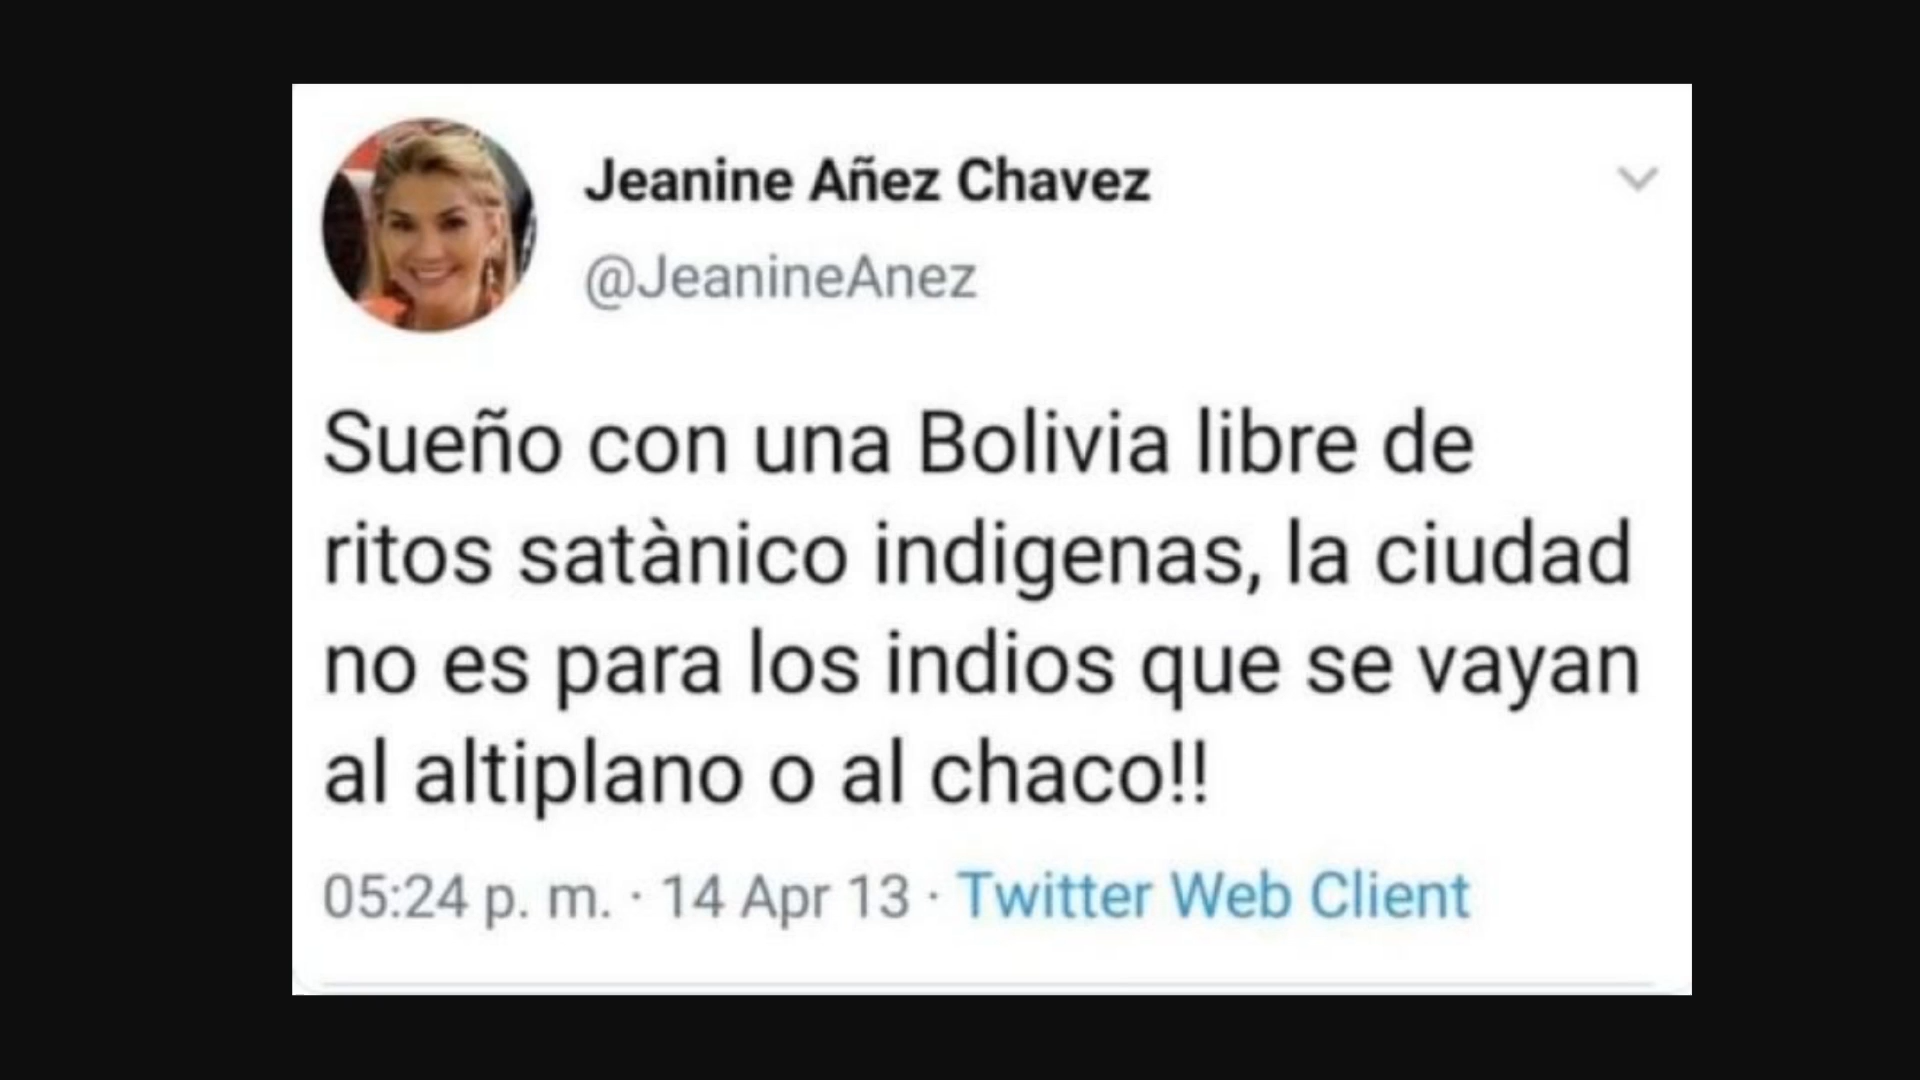 Jeanine Añez Chavez
@JeanineAnez
Sueño con una Bolivia libre de
ritos satànico indigenas, la ciudad
no es para los indios que se vayan
al altiplano o al chaco!!
05:24 p. m. · 14 Apr 13 · Twitter Web Client